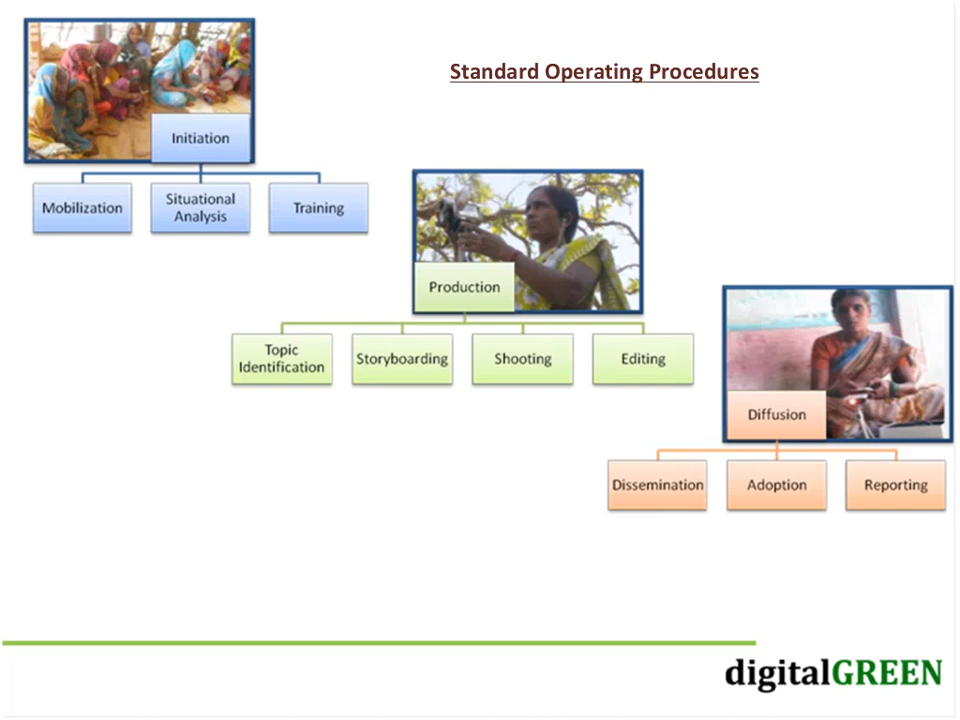 Standard Operating Procedures
Initiation
Mobilization
Situational
Analysis
Training
Production
Topic
Identification
Storyboarding
Shooting
Editing
Diffusion
Dissemination
Adoption
Reporting
digitalGREEN